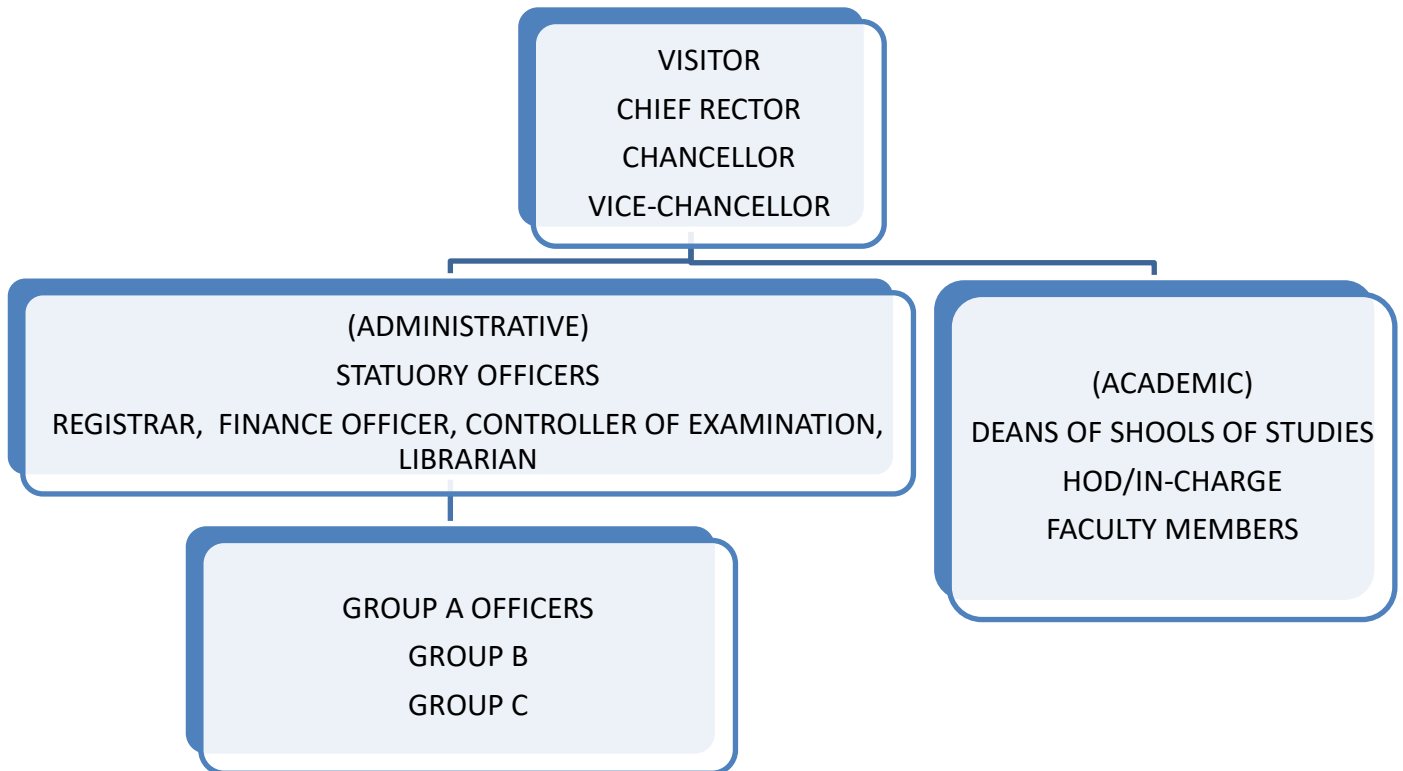 VISITOR
CHIEF RECTOR
CHANCELLOR
VICE-CHANCELLOR
(ADMINISTRATIVE)
STATUORY OFFICERS
REGISTRAR, FINANCE OFFICER, CONTROLLER OF EXAMINATION,
LIBRARIAN
(ACADEMIC)
DEANS OF SHOOLS OF STUDIES
HOD/IN-CHARGE
FACULTY MEMBERS
GROUP A OFFICERS
GROUP B
GROUP C